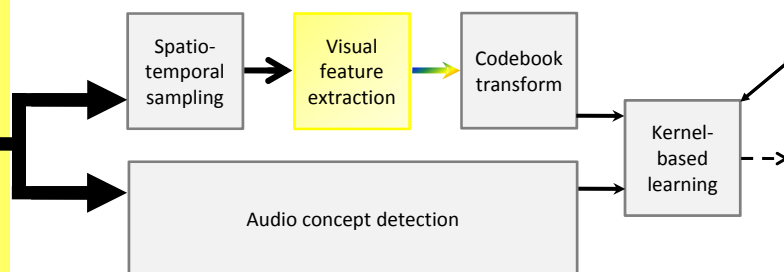 Spatio-
temporal
sampling
Visual
feature
extraction
Codebook
transform
Kernel-
based
learning
Audio concept detection